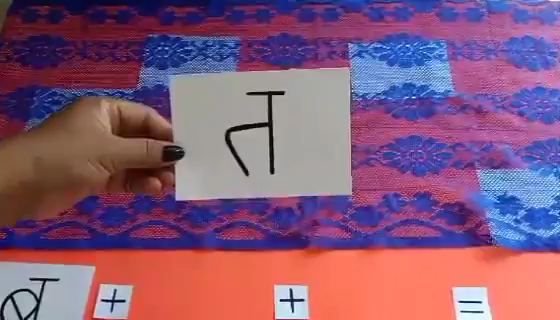 त
+ + =